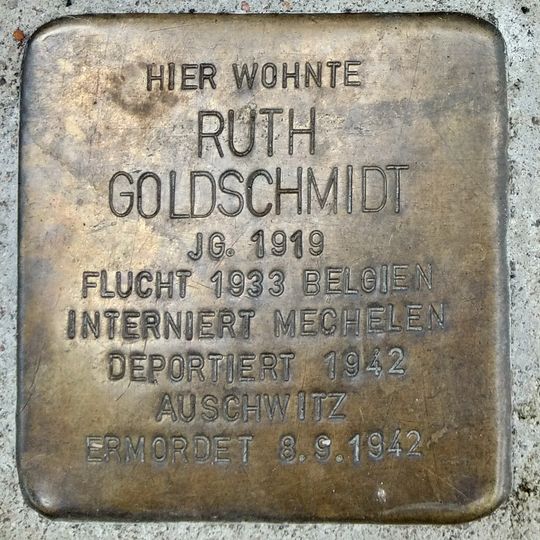 HIER WOHNTE
RUTH
GOLDSCHMIDT
JG. 1919
FLUCHT 1933 BELGIEN
INTERNIERT MECHELEN
DEPORTIERT 1942
AUSCHWITZ
ERMORDET 8.9.1942